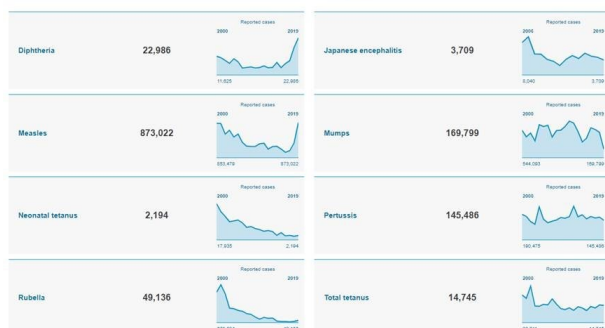 Reported cases
2000 2019
Diphtheria 22,986
11,625 22,986
Reported cases
2000 2019
Japanese encephalitis 3,709
9,040 3,709
Reported cases
2000 2019
Measles 873,022
853,479 873,022
Reported cases
2000 2019
Mumps 169,799
544,093 169,799
Reported cases
2000 2019
Neonatal tetanus 2,194
17,935 2,194
Reported cases
2000 2019
Pertussis 145,486
190,475 145,486
Reported cases
2000 2019
Rubella 49,136
Reported cases
2000 2019
Total tetanus 14,745